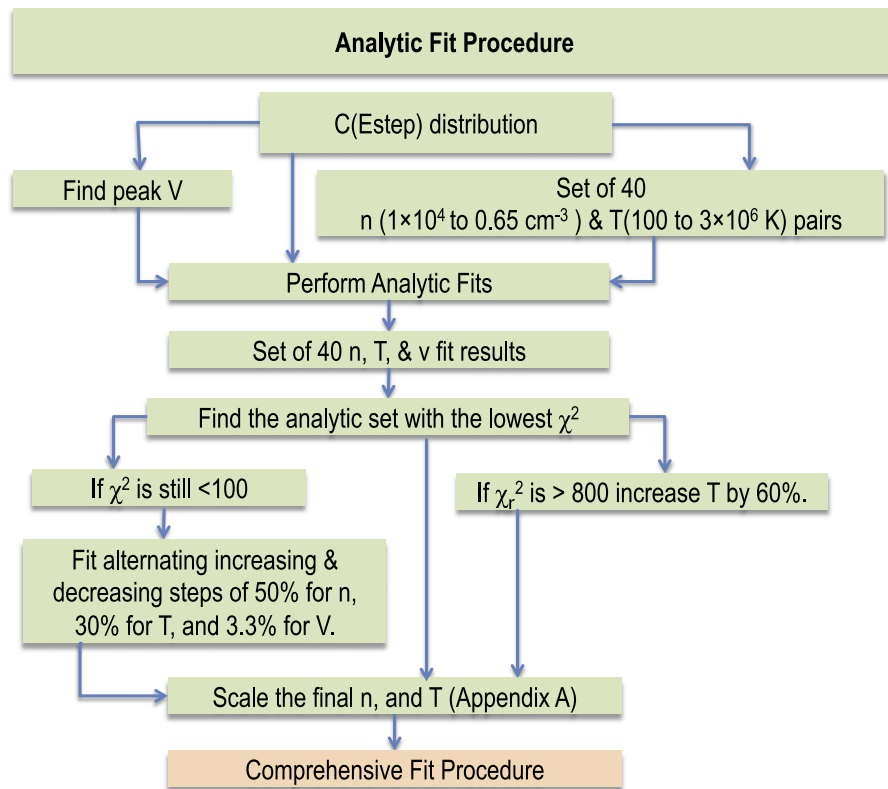 Analytic Fit Procedure
C(Estep) distribution
Find peak V
Set of 40
n (1×10⁴ to 0.65 cm⁻³ ) & T(100 to 3×10⁶ K) pairs
Perform Analytic Fits
Set of 40 n, T, & v fit results
Find the analytic set with the lowest χ²
If χ² is still <100
If χᵣ² is > 800 increase T by 60%.
Fit alternating increasing &
decreasing steps of 50% for n,
30% for T, and 3.3% for V.
Scale the final n, and T (Appendix A)
Comprehensive Fit Procedure